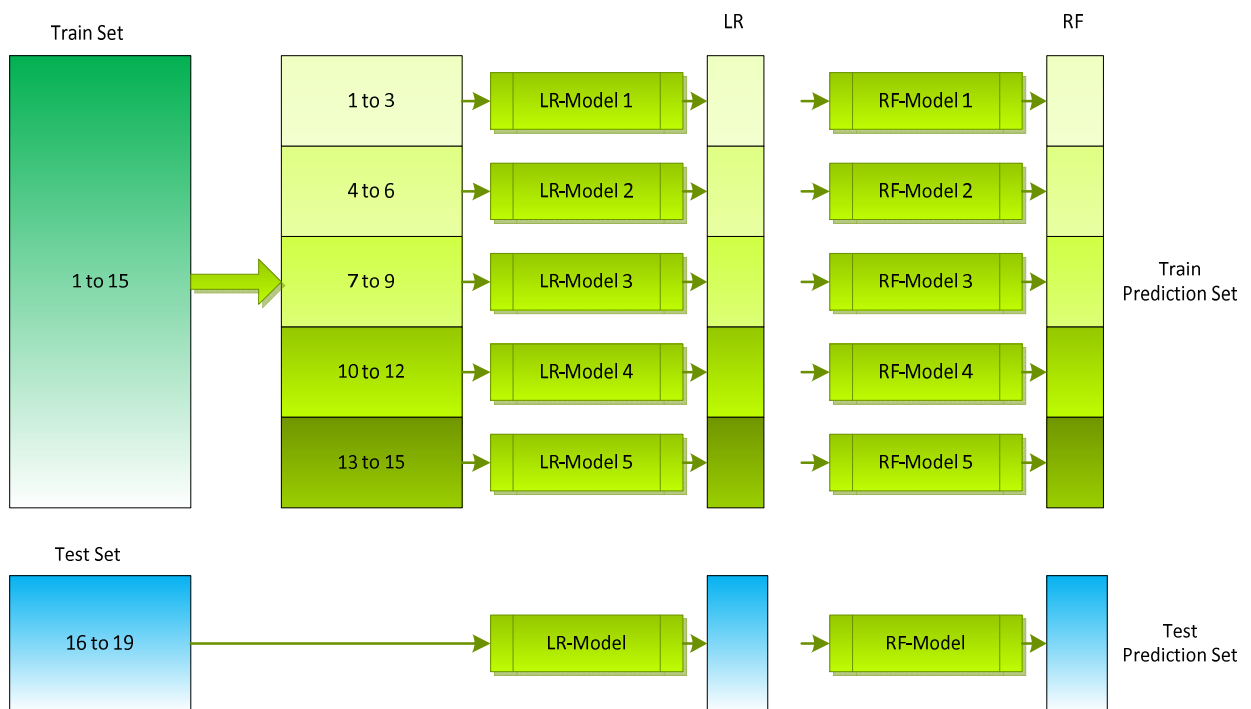 LR
RF
Train Set
1 to 3
LR-Model 1
RF-Model 1
4 to 6
LR-Model 2
RF-Model 2
1 to 15
7 to 9
LR-Model 3
RF-Model 3
Train
Prediction Set
10 to 12
LR-Model 4
RF-Model 4
13 to 15
LR-Model 5
RF-Model 5
Test Set
16 to 19
LR-Model
RF-Model
Test
Prediction Set